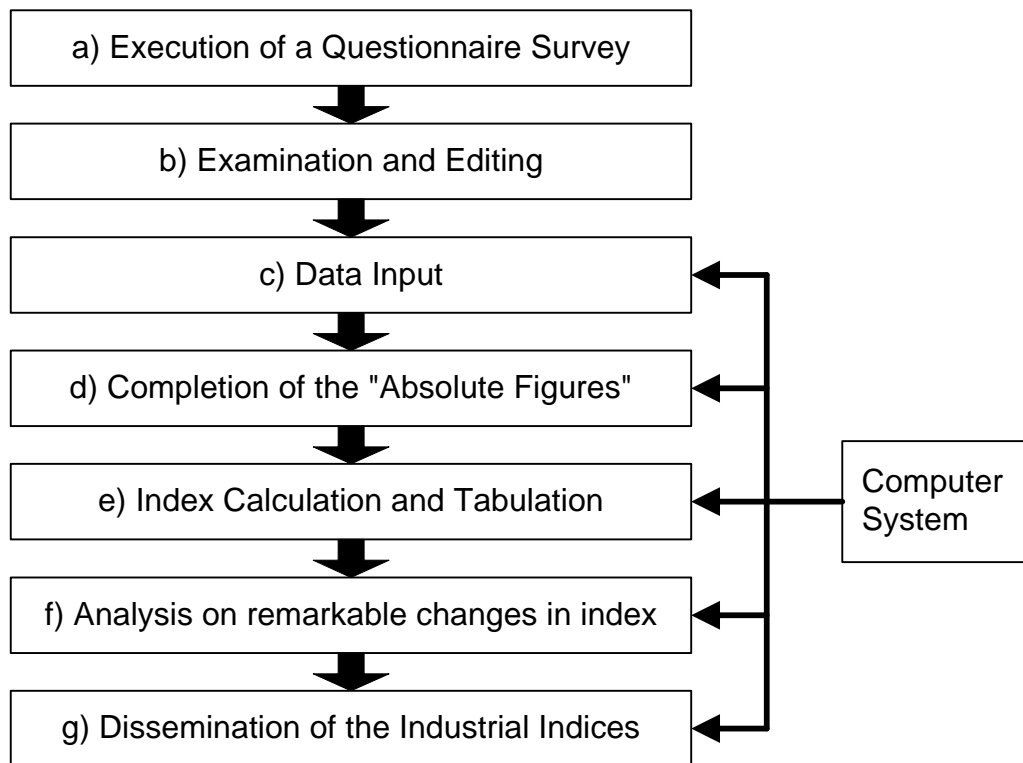 a) Execution of a Questionnaire Survey
b) Examination and Editing
c) Data Input
d) Completion of the "Absolute Figures"
e) Index Calculation and Tabulation
f) Analysis on remarkable changes in index
g) Dissemination of the Industrial Indices
Computer
System